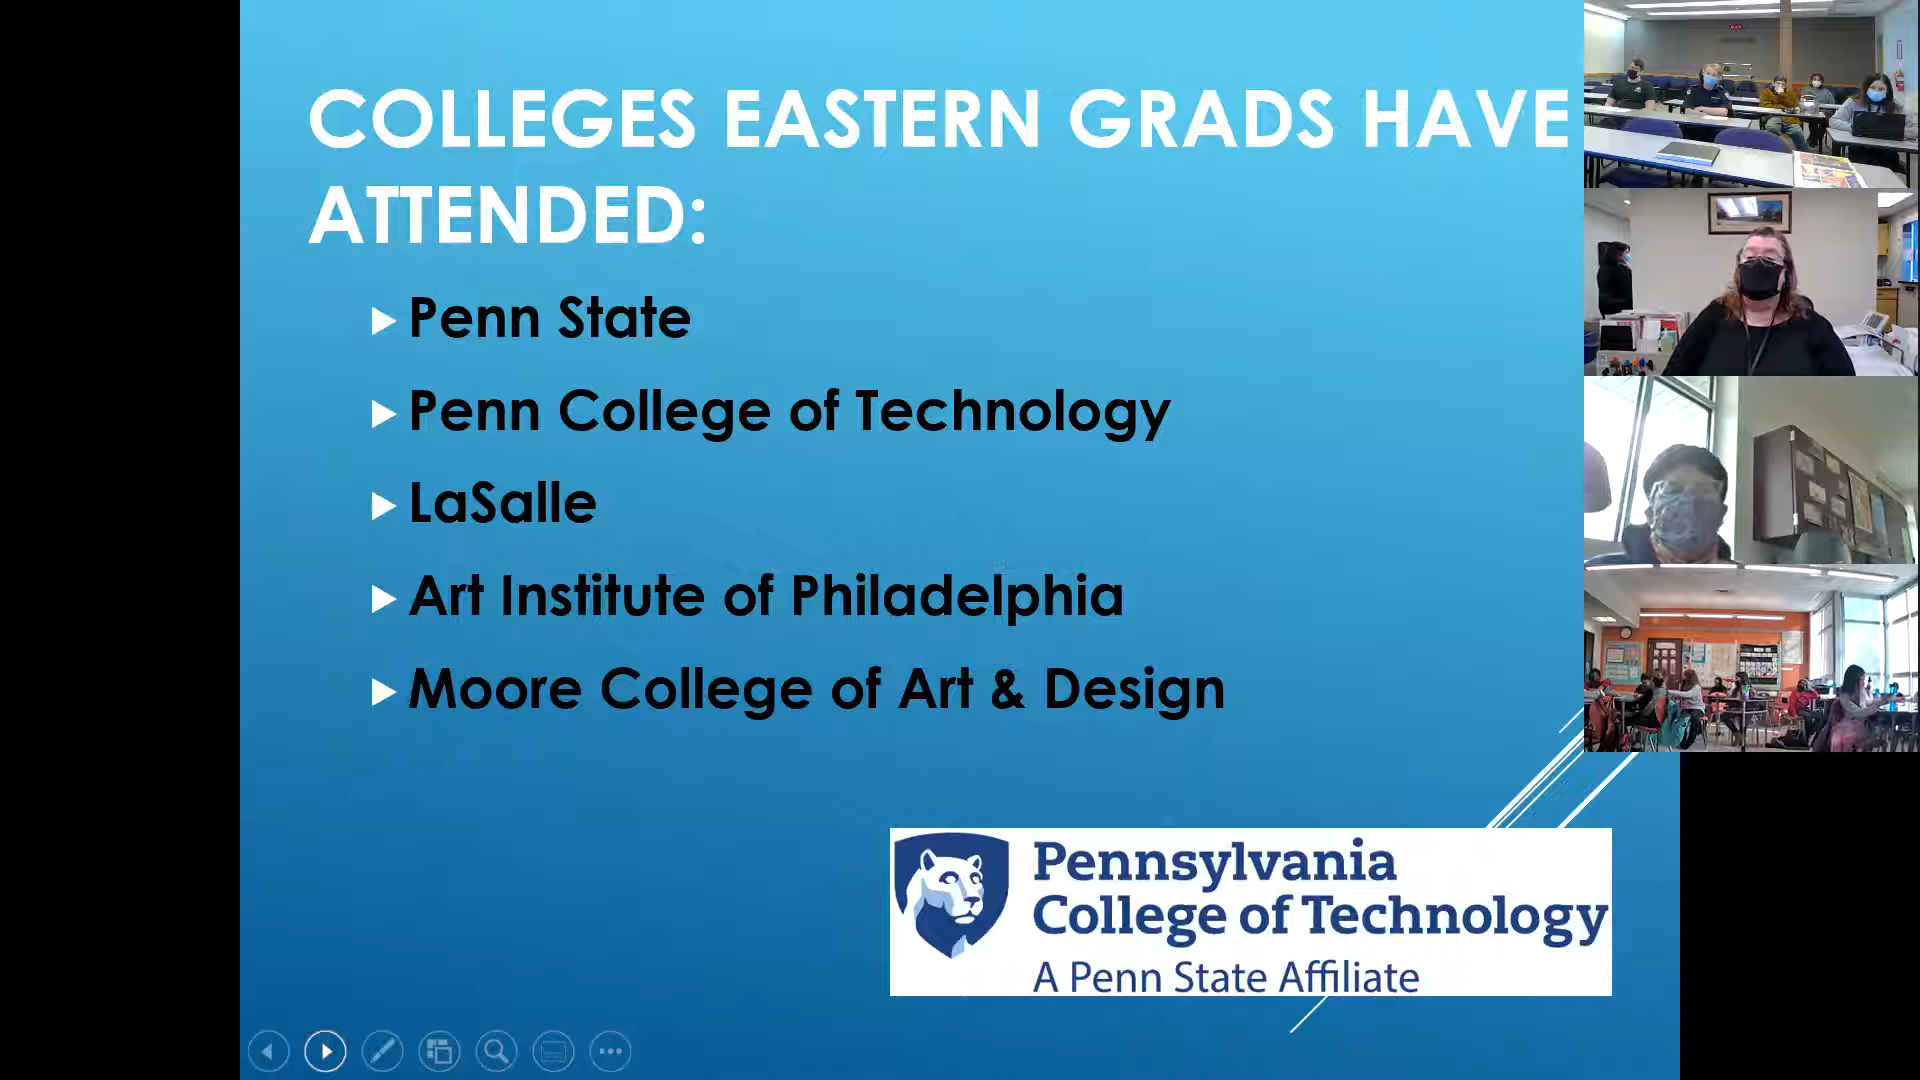 COLLEGES EASTERN GRADS HAVE
ATTENDED:
Penn State
Penn College of Technology
LaSalle
Art Institute of Philadelphia
Moore College of Art & Design
Pennsylvania
College of Technology
A Penn State Affiliate